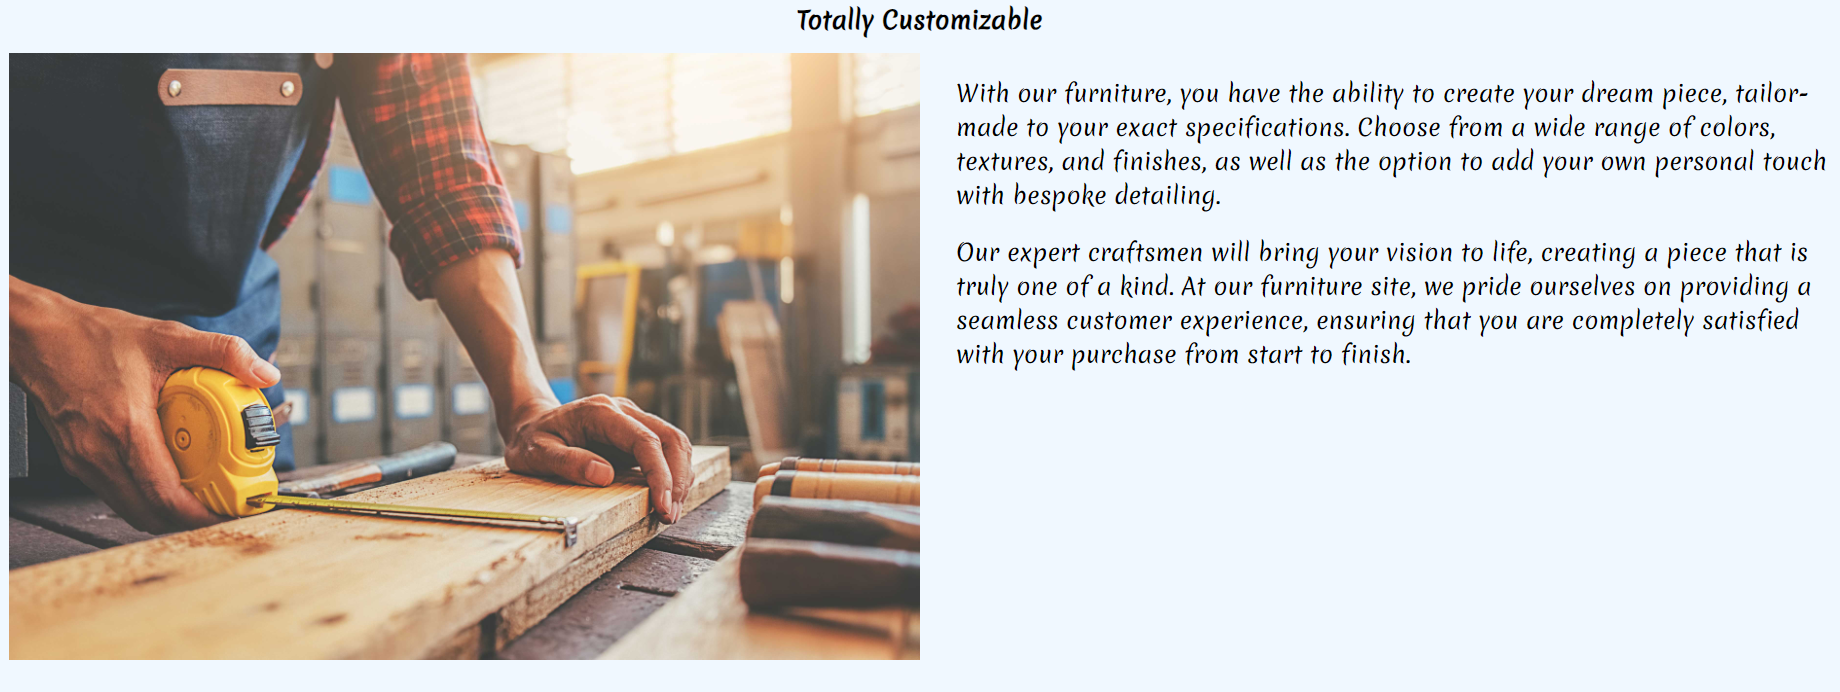 Totally Customizable
With our furniture, you have the ability to create your dream piece, tailor-
made to your exact specifications. Choose from a wide range of colors,
textures, and finishes, as well as the option to add your own personal touch
with bespoke detailing.
Our expert craftsmen will bring your vision to life, creating a piece that is
truly one of a kind. At our furniture site, we pride ourselves on providing a
seamless customer experience, ensuring that you are completely satisfied
with your purchase from start to finish.